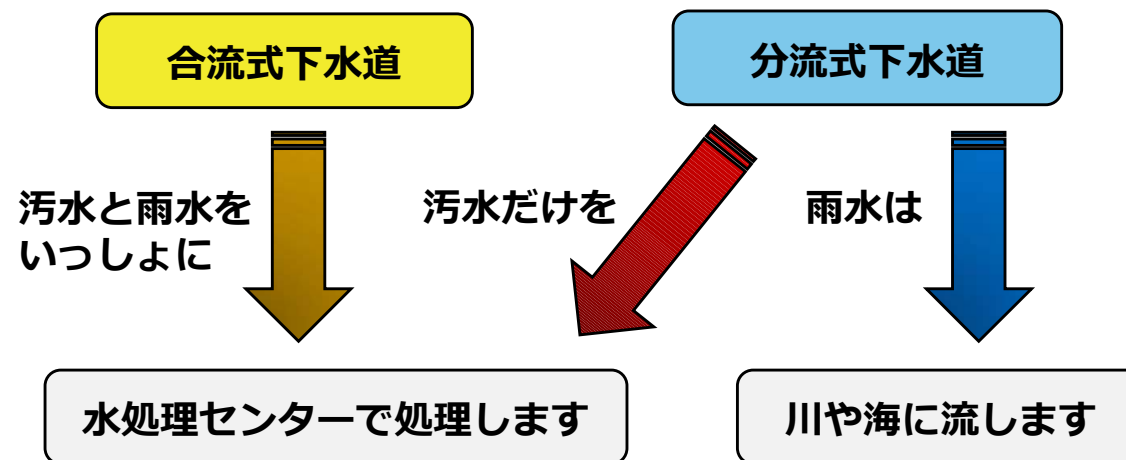 合流式下水道
分流式下水道
汚水と雨水を
いっしょに
汚水だけを
雨水は
水処理センターで処理します
川や海に流します